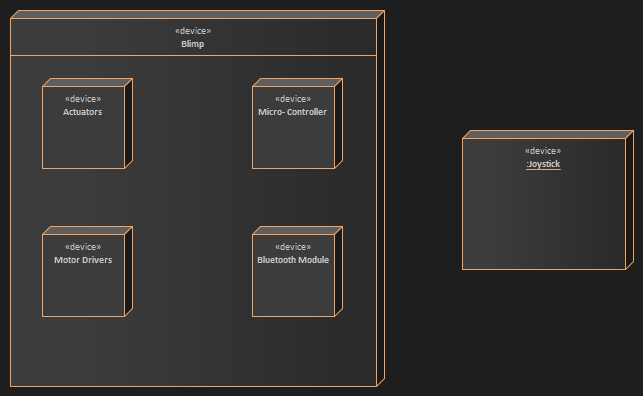 «device»
Blimp
«device»
Actuators
«device»
Micro- Controller
«device»
:Joystick
«device»
Motor Drivers
«device»
Bluetooth Module